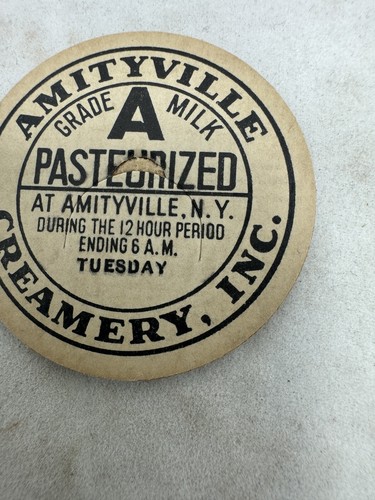 AMITYVILLE
GRADE A MILK
PASTEURIZED
AT AMITYVILLE, N.Y.
DURING THE 12 HOUR PERIOD
ENDING 6 A.M.
TUESDAY
CREAMERY, INC.